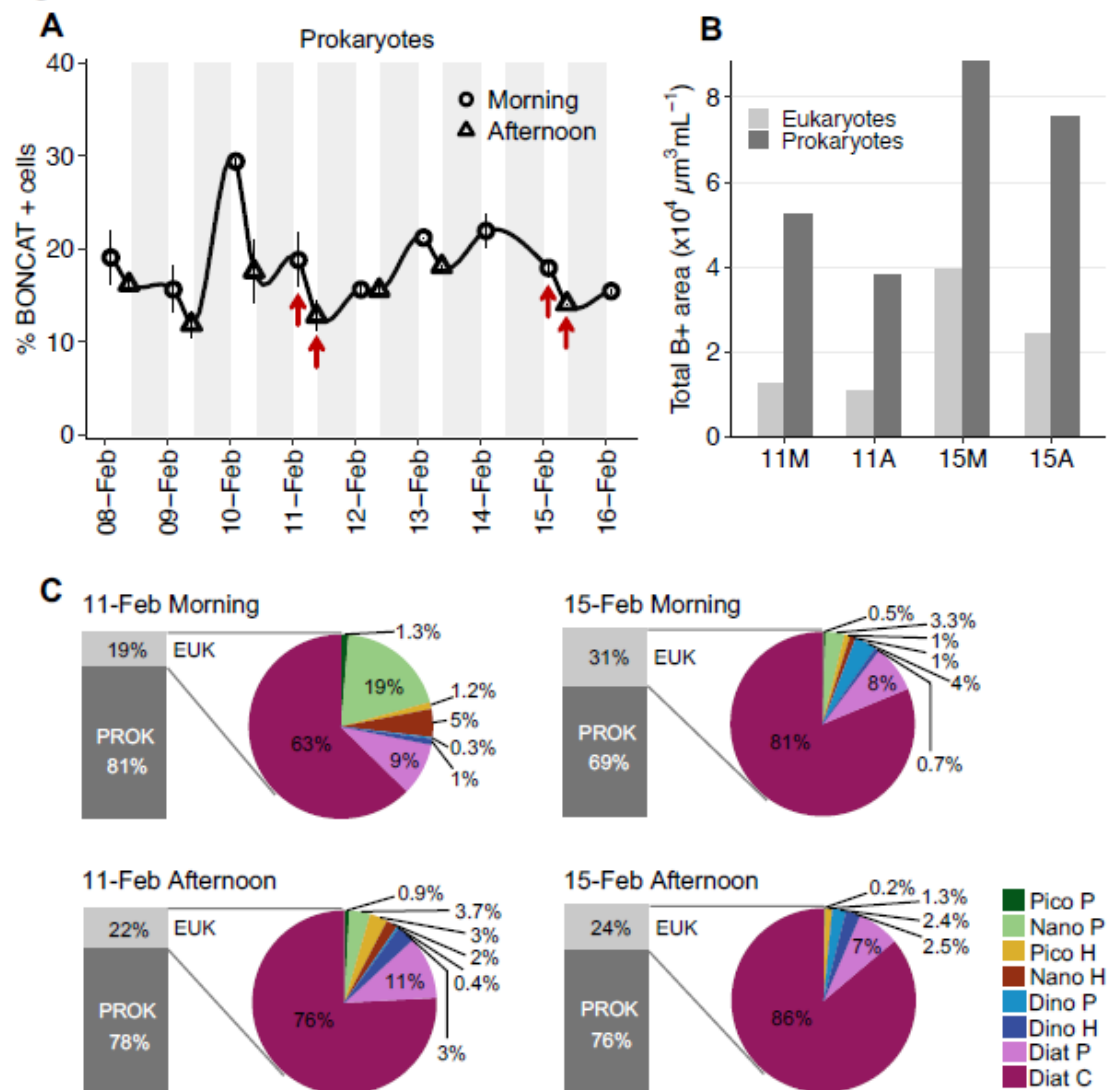 A
Prokaryotes
% BONCAT + cells
40
30
20
10
0
Morning
Afternoon
08–Feb
09–Feb
10–Feb
11–Feb
12–Feb
13–Feb
14–Feb
15–Feb
16–Feb
B
Total B+ area (x10⁴ µm³ mL⁻¹)
8
6
4
2
0
Eukaryotes
Prokaryotes
11M
11A
15M
15A
C
11-Feb Morning
19%
EUK
PROK
81%
1.3%
19%
1.2%
5%
0.3%
1%
9%
63%
15-Feb Morning
31%
EUK
PROK
69%
0.5%
3.3%
1%
1%
4%
8%
0.7%
81%
11-Feb Afternoon
22%
EUK
PROK
78%
0.9%
3.7%
3%
2%
0.4%
11%
3%
76%
15-Feb Afternoon
24%
EUK
PROK
76%
0.2%
1.3%
2.4%
2.5%
7%
86%
Pico P
Nano P
Pico H
Nano H
Dino P
Dino H
Diat P
Diat C